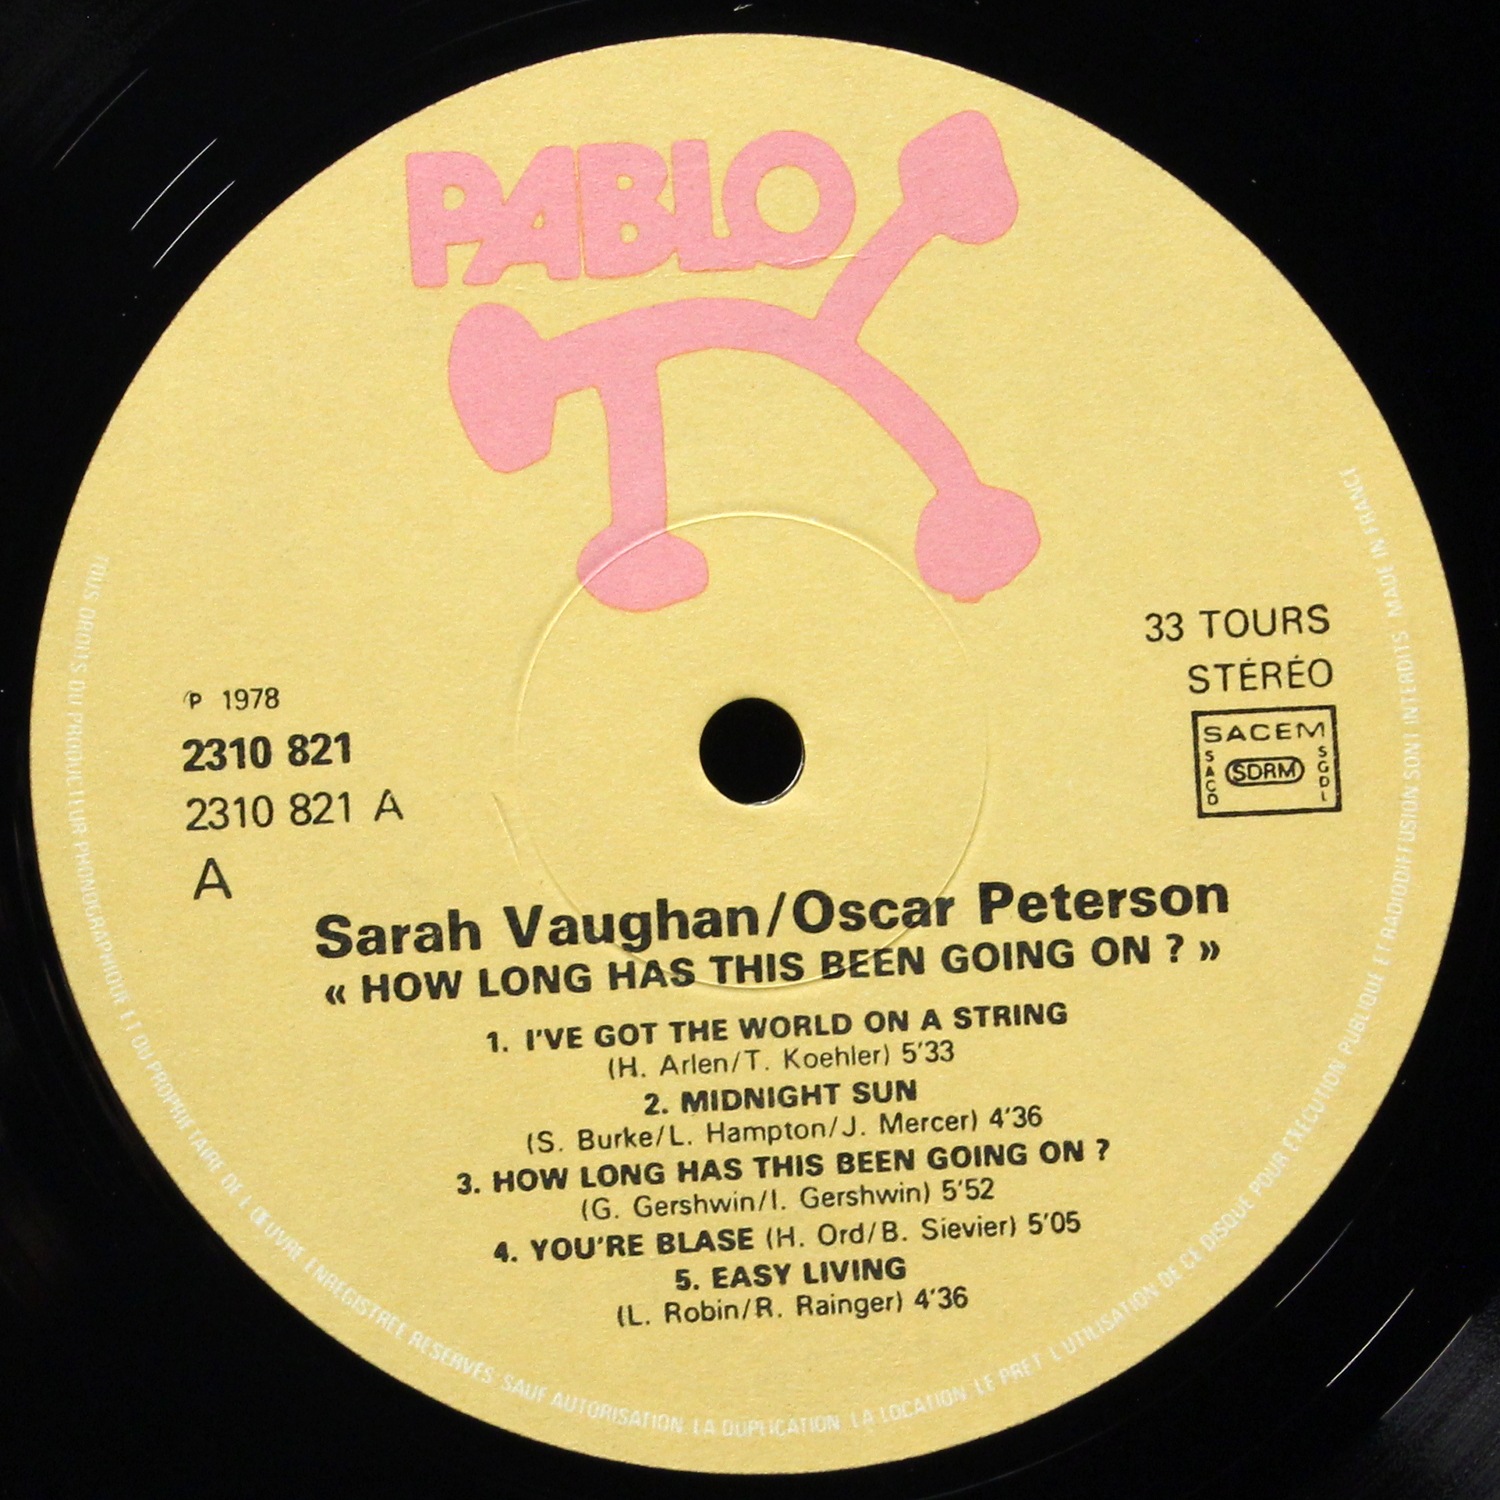 PABLO
33 TOURS
STÉRÉO
SACEM
SACD
SDRM
SGDL
℗ 1978
2310 821
2310 821 A
A
Sarah Vaughan/Oscar Peterson
« HOW LONG HAS THIS BEEN GOING ON ? »
1. I'VE GOT THE WORLD ON A STRING
(H. Arlen/T. Koehler) 5'33
2. MIDNIGHT SUN
(S. Burke/L. Hampton/J. Mercer) 4'36
3. HOW LONG HAS THIS BEEN GOING ON ?
(G. Gershwin/I. Gershwin) 5'52
4. YOU'RE BLASE (H. Ord/B. Sievier) 5'05
5. EASY LIVING
(L. Robin/R. Rainger) 4'36
TOUS DROITS DU PRODUCTEUR PHONOGRAPHIQUE ET DU PROPRIETAIRE DE L'ŒUVRE ENREGISTREE RESERVES. SAUF AUTORISATION, LA DUPLICATION, LA LOCATION, LE PRET, L'UTILISATION DE CE DISQUE POUR EXECUTION PUBLIQUE ET RADIODIFFUSION SONT INTERDITS. MADE IN FRANCE